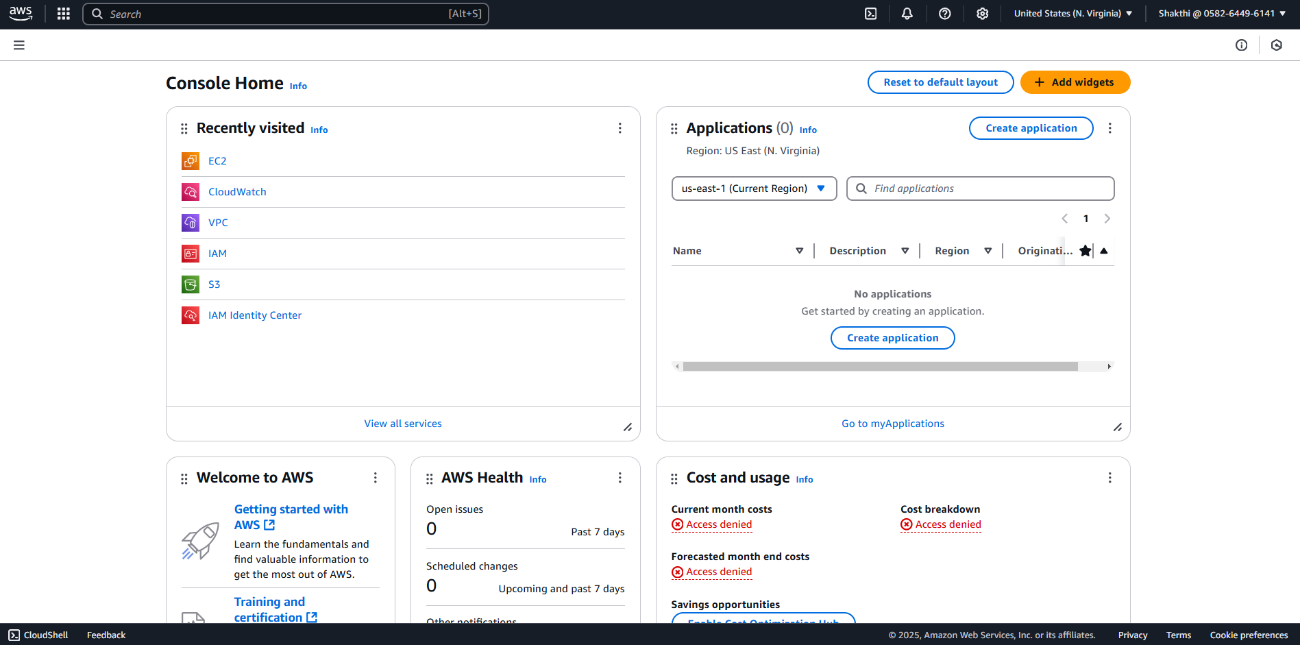 aws
Search
[Alt+S]
United States (N. Virginia)
Shakthi @ 0582-6449-6141
Console Home Info
Reset to default layout
Add widgets
Recently visited Info
EC2
CloudWatch
VPC
IAM
S3
IAM Identity Center
View all services
Applications (0) Info
Create application
Region: US East (N. Virginia)
us-east-1 (Current Region)
Find applications
1
Name
Description
Region
Originati...
No applications
Get started by creating an application.
Create application
Go to myApplications
Welcome to AWS
Getting started with
AWS
Learn the fundamentals and
find valuable information to
get the most out of AWS.
Training and
certification
AWS Health Info
Open issues
0
Past 7 days
Scheduled changes
0
Upcoming and past 7 days
Other notifications
Cost and usage Info
Current month costs
Access denied
Cost breakdown
Access denied
Forecasted month end costs
Access denied
Savings opportunities
Enable Cost Optimization Hub
CloudShell
Feedback
© 2025, Amazon Web Services, Inc. or its affiliates.
Privacy
Terms
Cookie preferences